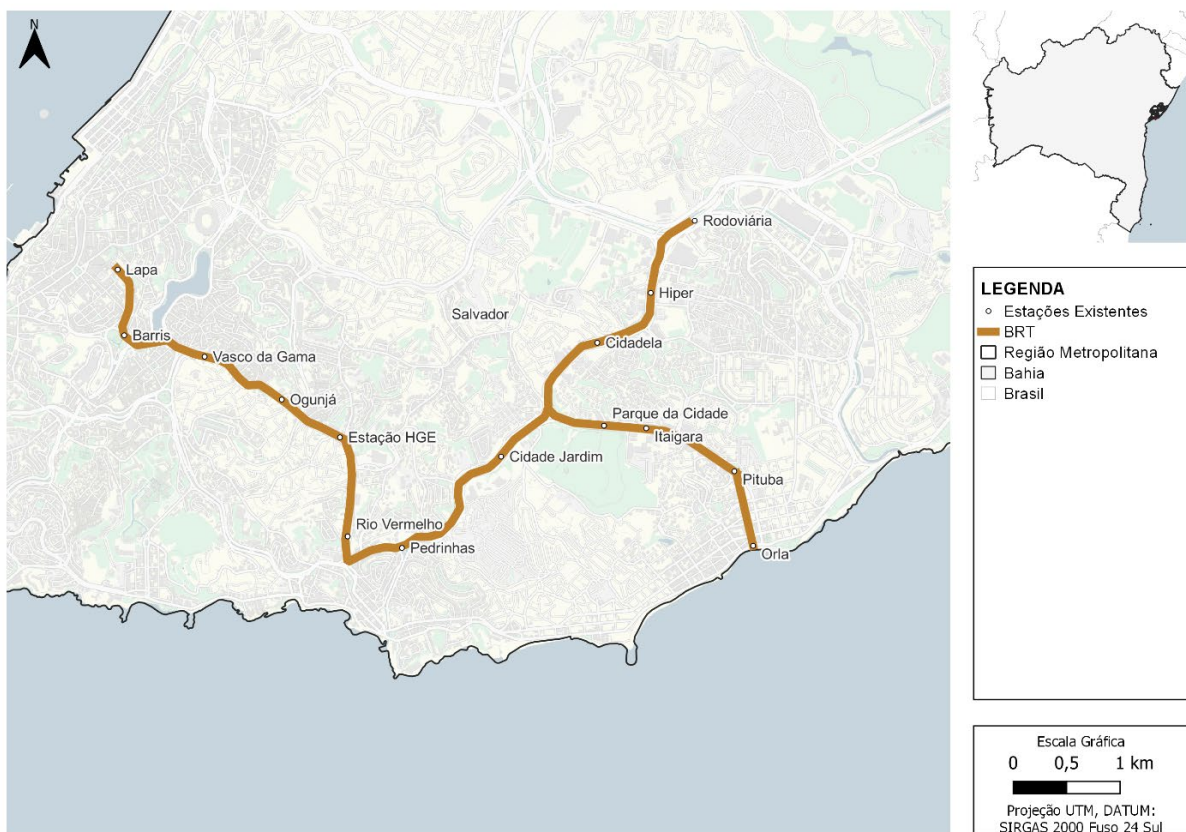 N
Rodoviária
Lapa
Hiper
Salvador
Barris
Cidadela
Vasco da Gama
Ogunjá
Parque da Cidade
Itaigara
Estação HGE
Cidade Jardim
Pituba
Rio Vermelho
Pedrinhas
Orla
LEGENDA
Estações Existentes
BRT
Região Metropolitana
Bahia
Brasil
Escala Gráfica
0 0,5 1 km
Projeção UTM, DATUM:
SIRGAS 2000 Fuso 24 Sul